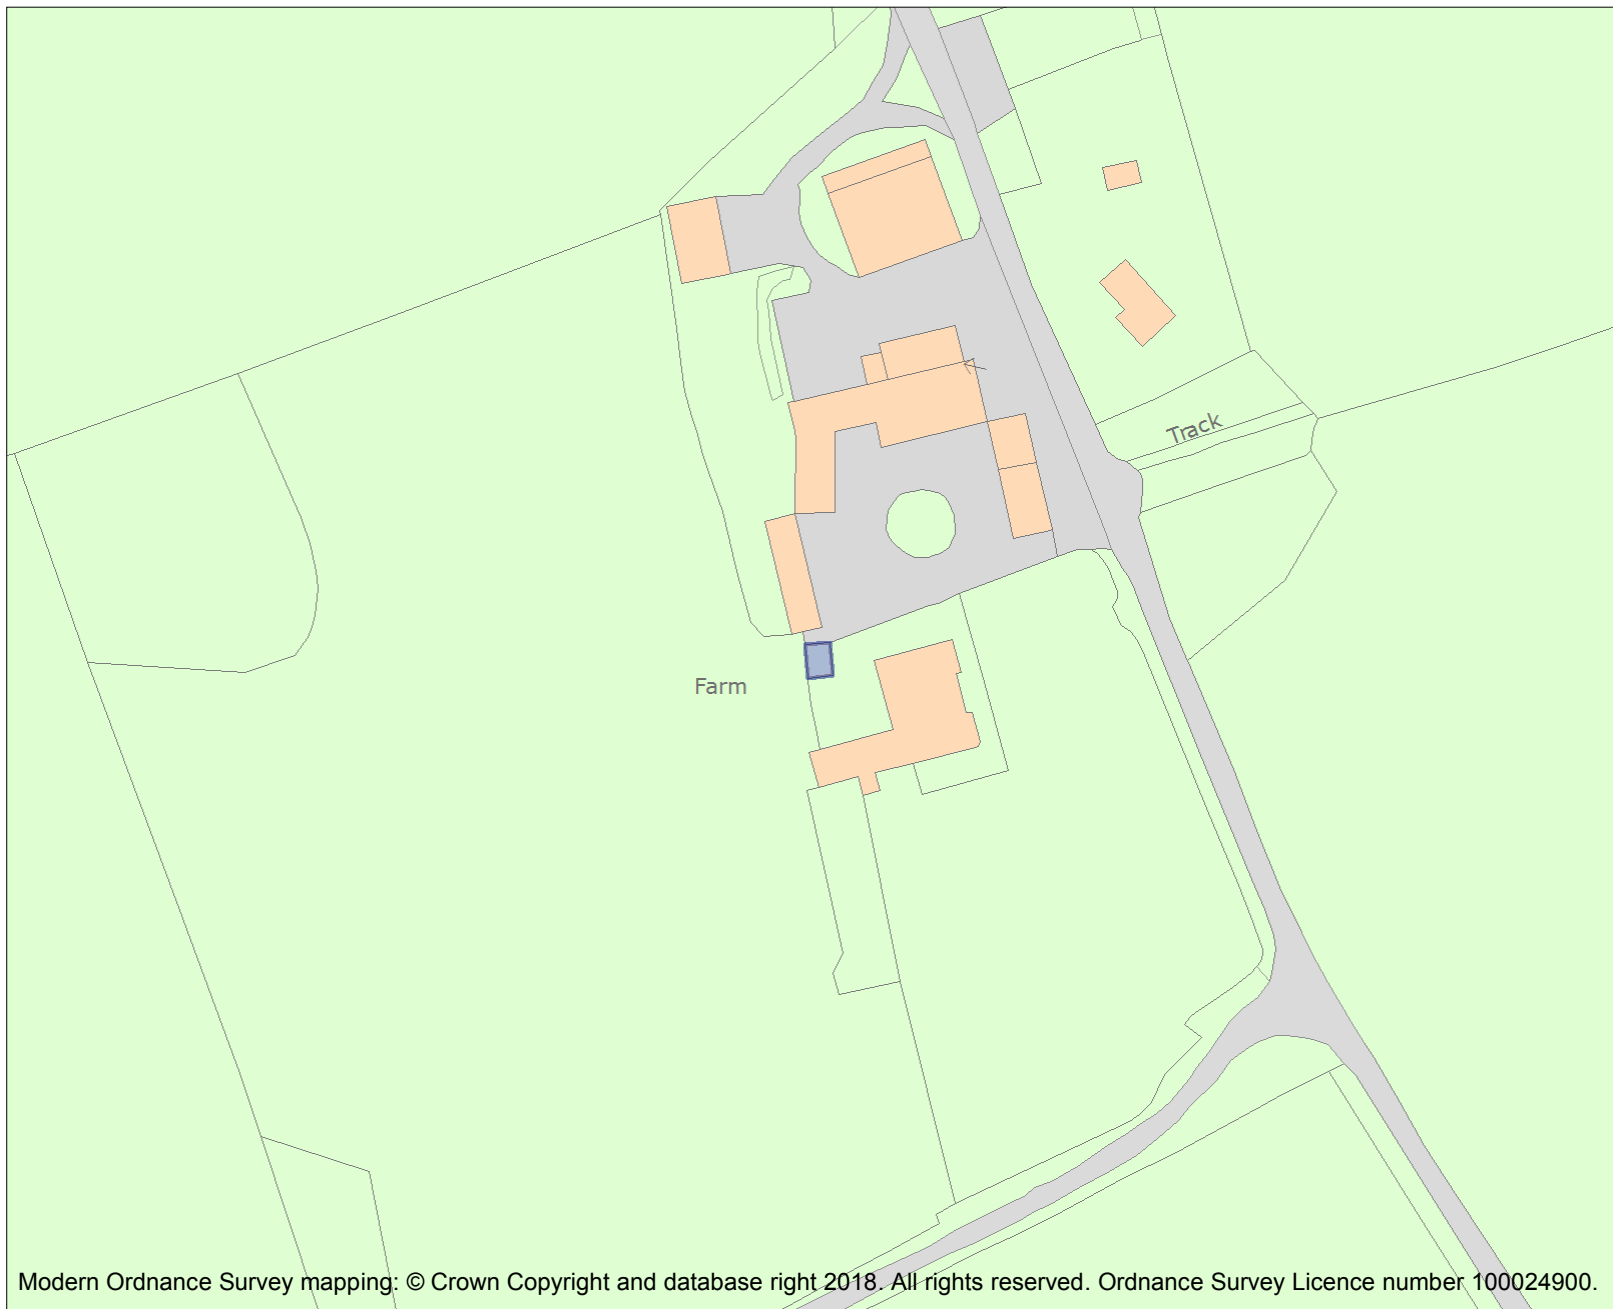 Track
Farm
Modern Ordnance Survey mapping: © Crown Copyright and database right 2018. All rights reserved. Ordnance Survey Licence number 100024900.